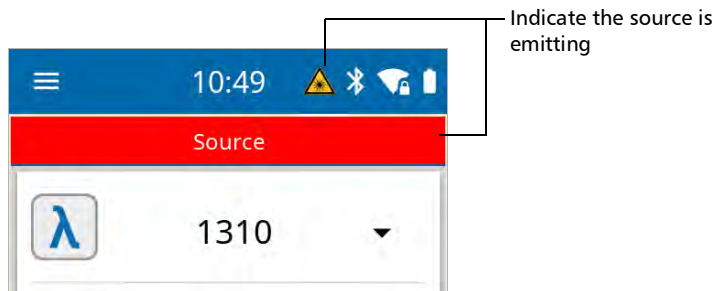 Indicate the source is
emitting
10:49
Source
λ 1310